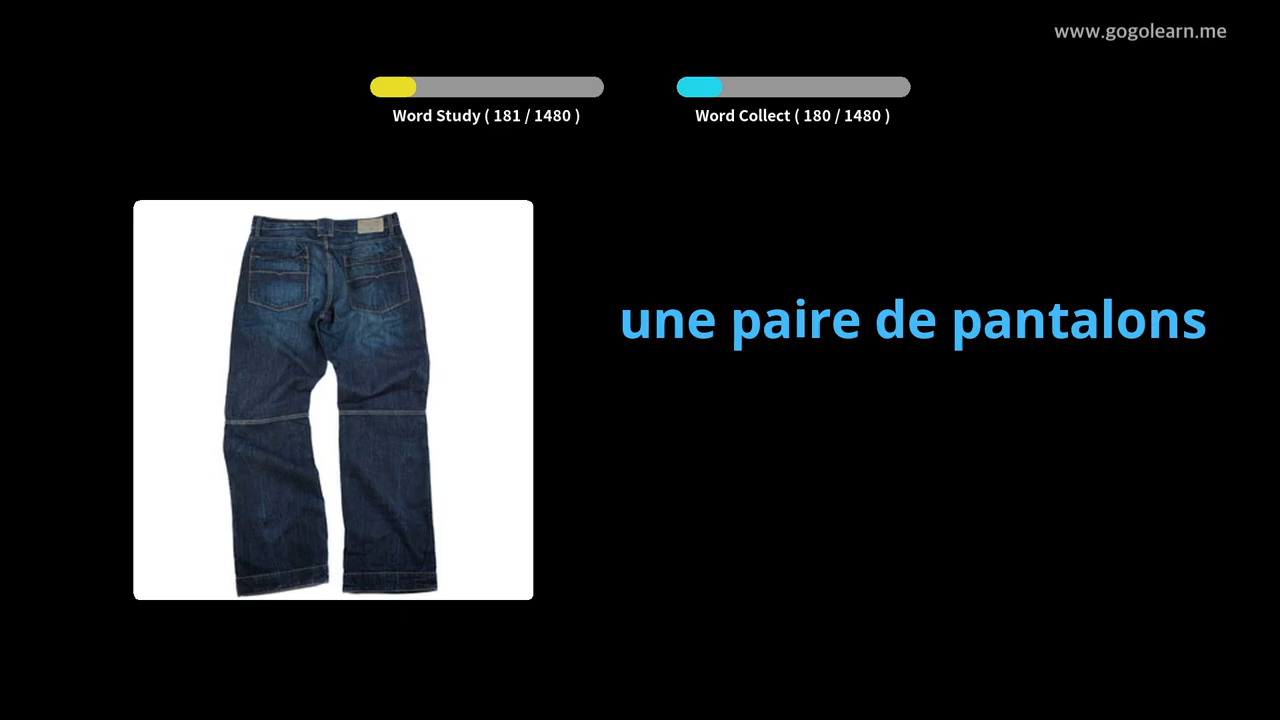 www.gogolearn.me
Word Study ( 181 / 1480 )
Word Collect ( 180 / 1480 )
une paire de pantalons